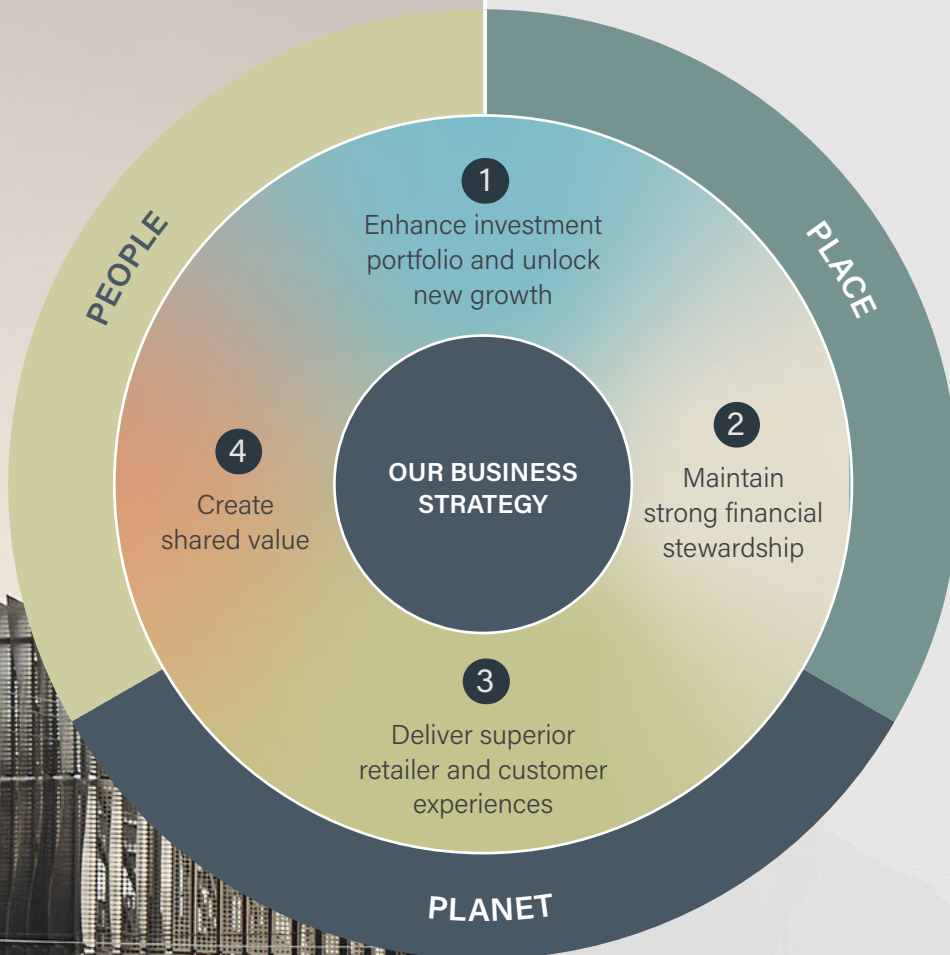 PEOPLE
PLACE
1
Enhance investment
portfolio and unlock
new growth
2
Maintain
strong financial
stewardship
OUR BUSINESS
STRATEGY
4
Create
shared value
3
Deliver superior
retailer and customer
experiences
PLANET